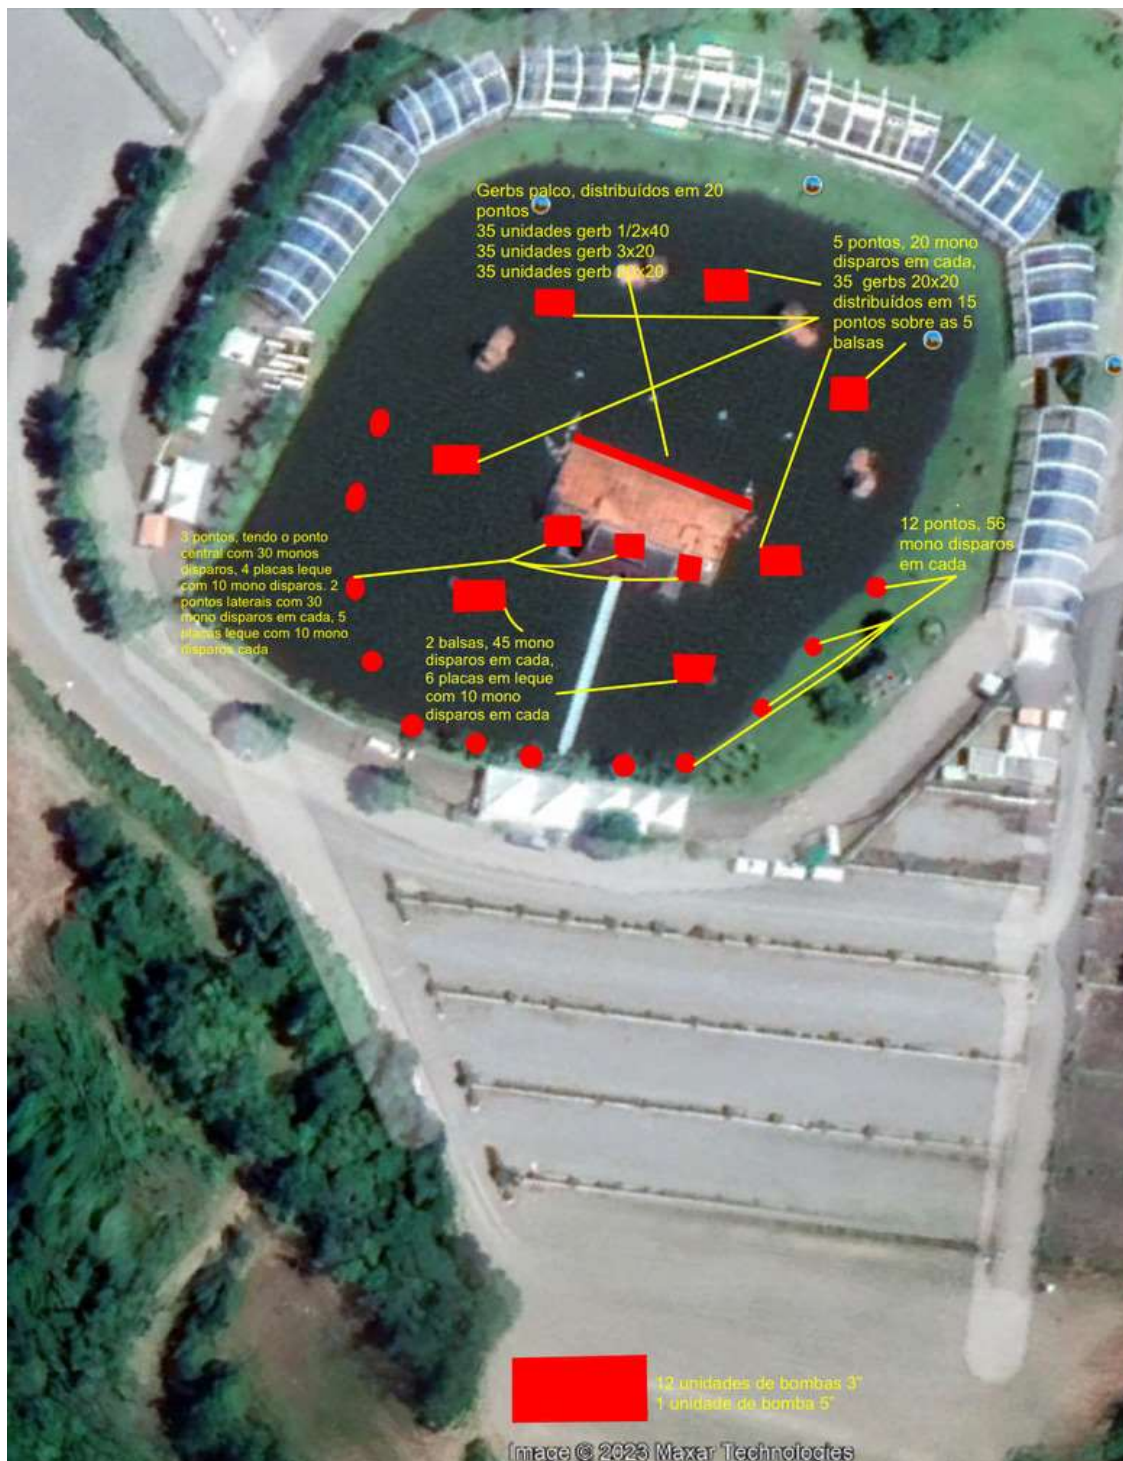 Gerbs palco, distribuídos em 20
pontos
35 unidades gerb 1/2x40
35 unidades gerb 3x20
35 unidades gerb 20x20
5 pontos, 20 mono
disparos em cada,
35 gerbs 20x20
distribuídos em 15
pontos sobre as 5
balsas
12 pontos, 56
mono disparos
em cada
3 pontos, tendo o ponto
central com 30 monos
disparos, 4 placas leque
com 10 mono disparos. 2
pontos laterais com 30
mono disparos em cada, 5
placas leque com 10 mono
disparos cada
2 balsas, 45 mono
disparos em cada,
6 placas em leque
com 10 mono
disparos em cada
12 unidades de bombas 3"
1 unidade de bomba 5"
Image © 2023 Maxar Technologies